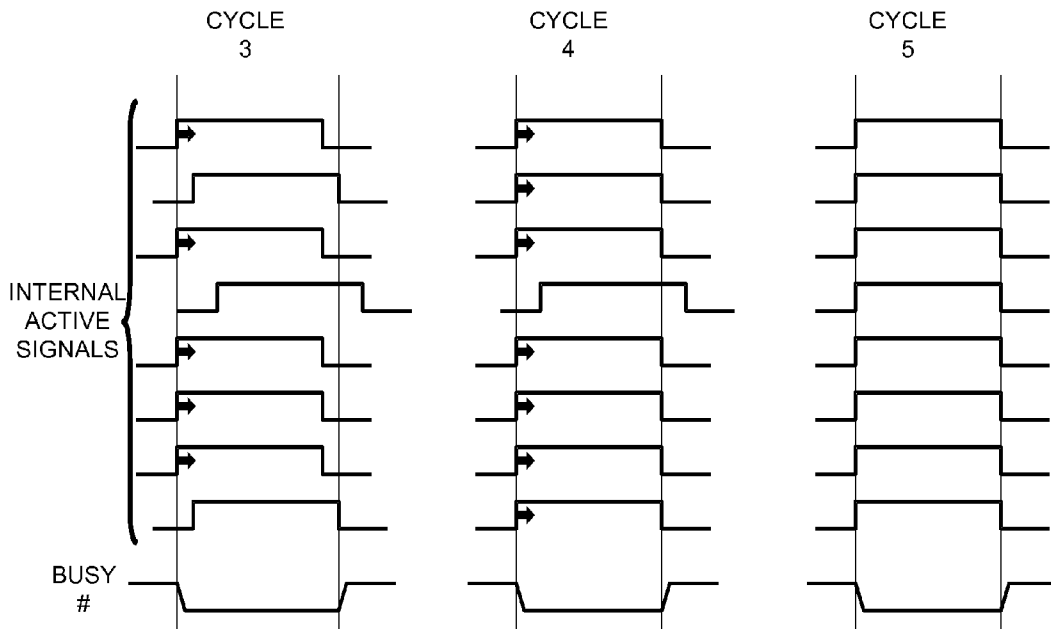 CYCLE
3
CYCLE
4
CYCLE
5
INTERNAL
ACTIVE
SIGNALS
BUSY
#